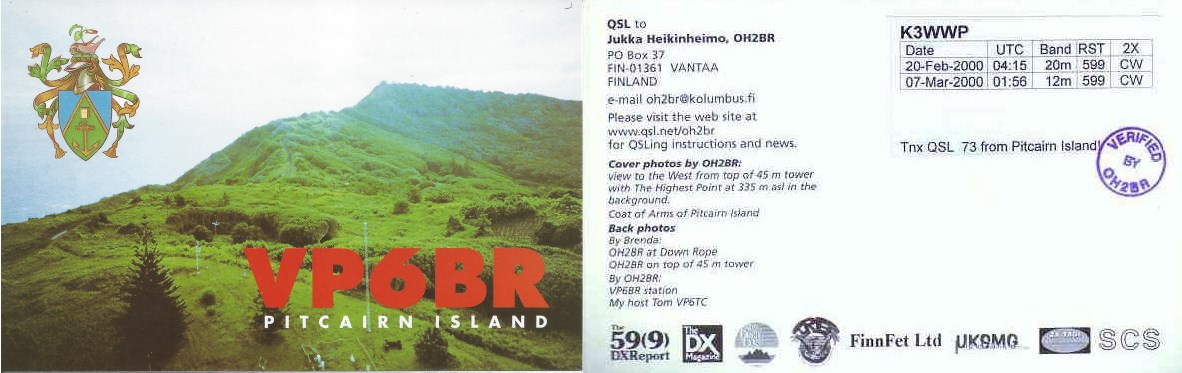 VP6BR
PITCAIRN ISLAND
QSL to
Jukka Heikinheimo, OH2BR
PO Box 37
FIN-01361 VANTAA
FINLAND
e-mail oh2br@kolumbus.fi
Please visit the web site at
www.qsl.net/oh2br
for QSLing instructions and news.
Cover photos by OH2BR:
view to the West from top of 45 m tower
with The Highest Point at 335 m asl in the
background.
Coat of Arms of Pitcairn Island
Back photos
By Brenda:
OH2BR at Down Rope
OH2BR on top of 45 m tower
By OH2BR:
VP6BR station
My host Tom VP6TC
K3WWP
Date UTC Band RST 2X
20-Feb-2000 04:15 20m 599 CW
07-Mar-2000 01:56 12m 599 CW
Tnx QSL 73 from Pitcairn Island!
VERIFIED
BY
OH2BR
The
59(9)
DXReport
The
DX
Magazine
FinnFet Ltd
SCS